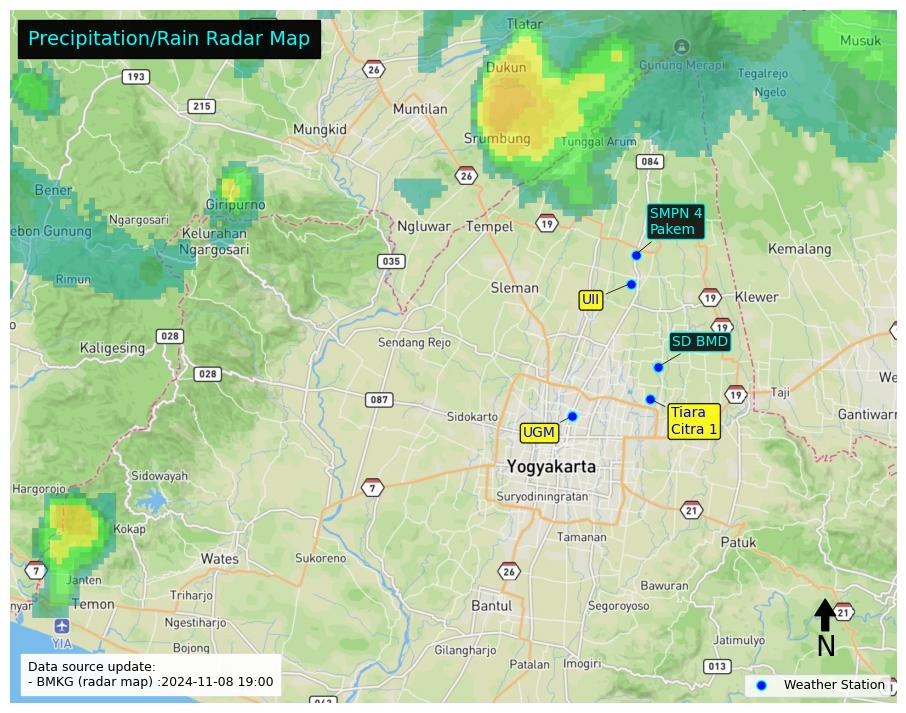 Precipitation/Rain Radar Map
Tlatar
Musuk
Gunung Merapi
Dukun
Tegalrejo
Ngelo
193
26
215
Muntilan
Mungkid
Srumbung
Tunggal Arum
084
26
Bener
Giripurno
Ngargosari
SMPN 4
Pakem
ebon Gunung
Kelurahan
Ngargosari
Ngluwar
Tempel
19
Kemalang
035
Rimun
Sleman
UII
19
Klewer
19
028
Kaligesing
Sendang Rejo
SD BMD
028
087
19
Taji
We
Sidokarto
UGM
Tiara
Citra 1
Gantiwarn
Yogyakarta
Sidowayah
Hargorojo
7
Suryodiningratan
21
Kokap
Tamanan
Patuk
Wates
Sukoreno
7
Janten
26
Bawuran
Triharjo
nyar
Temon
Bantul
Segoroyoso
21
Ngestiharjo
YIA
Bojong
Gilangharjo
Jatimulyo
N
Patalan
Imogiri
013
Data source update:
- BMKG (radar map) :2024-11-08 19:00
Weather Station